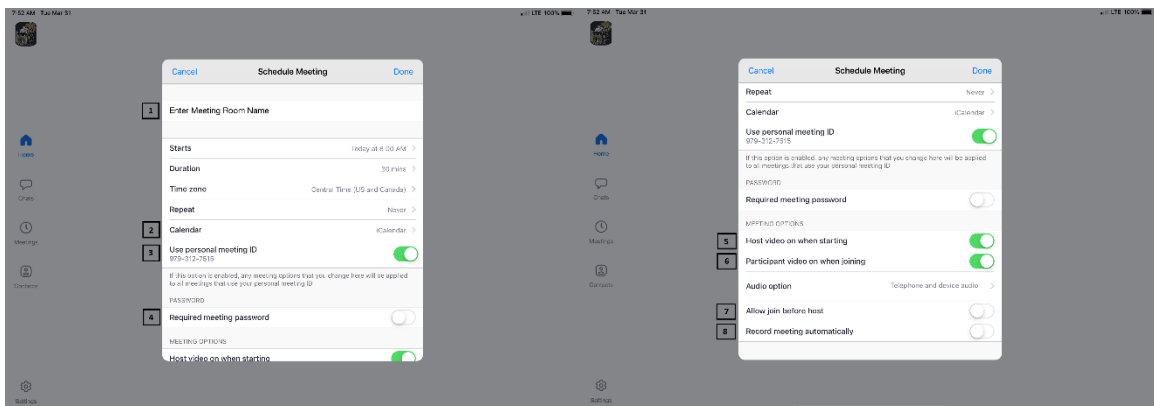 7:52 AM Tue Mar 31
LTE 100%
Cancel Schedule Meeting Done
1 Enter Meeting Room Name
Starts Today at 8:00 AM
Duration 30 mins
Time zone Central Time (US and Canada)
Repeat Never
2 Calendar iCalendar
3 Use personal meeting ID
979-312-7515
If this option is enabled, any meeting options that you change here will be applied
to all meetings that use your personal meeting ID
PASSWORD
4 Required meeting password
MEETING OPTIONS
Host video on when starting
Home
Chats
Meetings
Contacts
Settings
7:52 AM Tue Mar 31
LTE 100%
Cancel Schedule Meeting Done
Repeat Never
Calendar iCalendar
Use personal meeting ID
979-312-7515
If this option is enabled, any meeting options that you change here will be applied
to all meetings that use your personal meeting ID
PASSWORD
Required meeting password
MEETING OPTIONS
5 Host video on when starting
6 Participant video on when joining
Audio option Telephone and device audio
7 Allow join before host
8 Record meeting automatically
Home
Chats
Meetings
Contacts
Settings